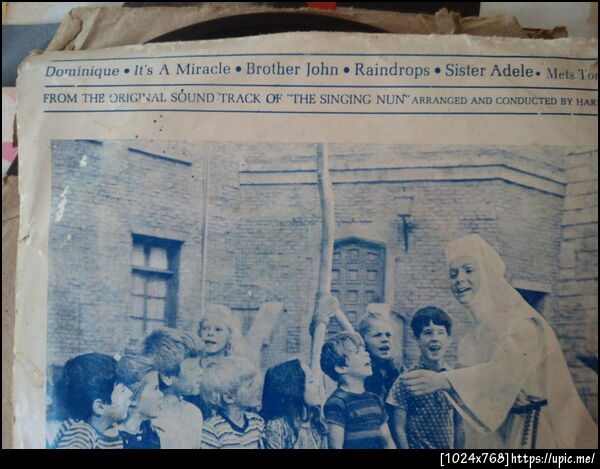 Dominique • It's A Miracle • Brother John • Raindrops • Sister Adele • Mets
FROM THE ORIGINAL SOUND TRACK OF "THE SINGING NUN" ARRANGED AND CONDUCTED BY
[1024x768]https://upic.me/